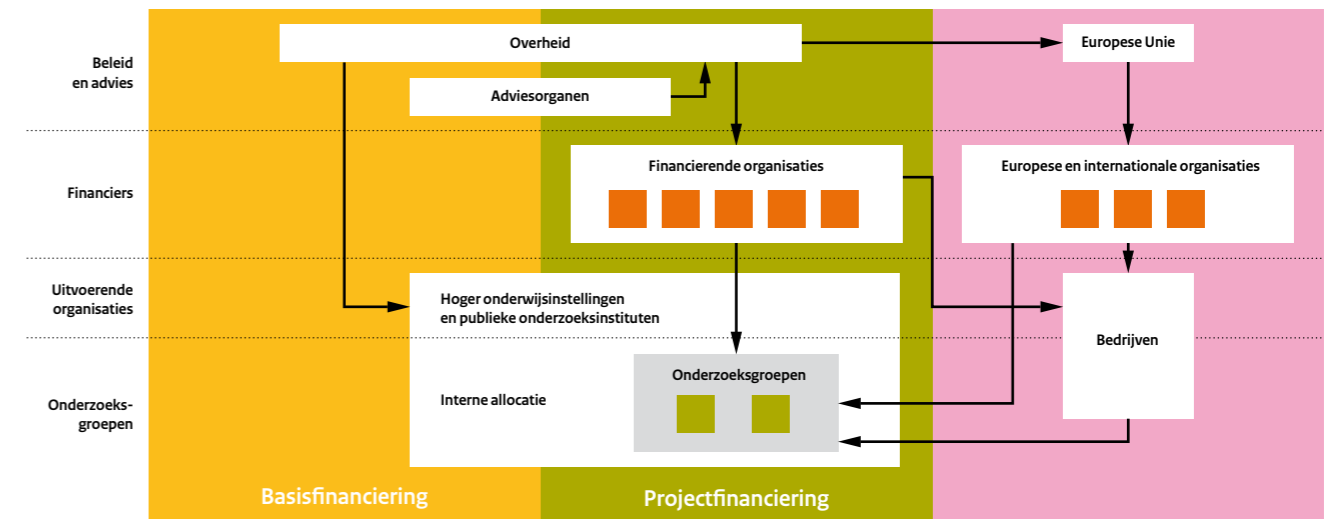 Beleid
en advies
Overheid
Europese Unie
Adviesorganen
Financiers
Financierende organisaties
Europese en internationale organisaties
Uitvoerende
organisaties
Hoger onderwijsinstellingen
en publieke onderzoeksinstituten
Bedrijven
Onderzoeks-
groepen
Interne allocatie
Onderzoeksgroepen
Basisfinanciering
Projectfinanciering